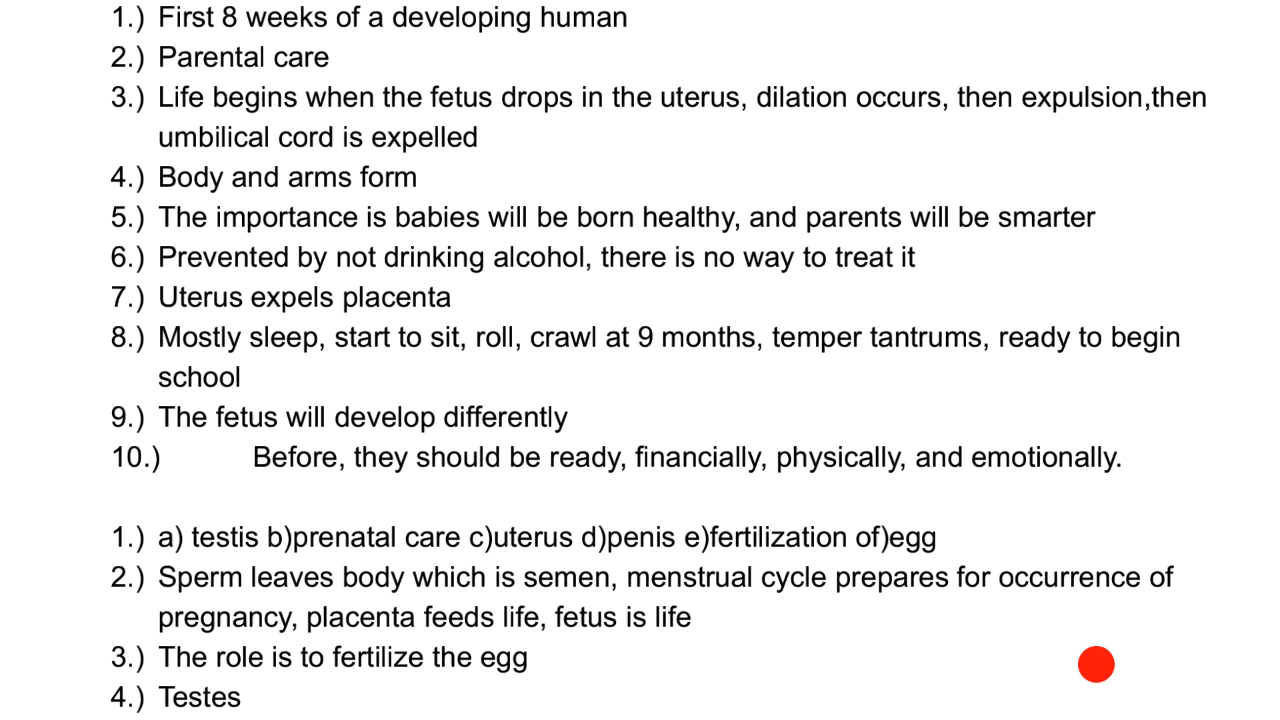 1.) First 8 weeks of a developing human
2.) Parental care
3.) Life begins when the fetus drops in the uterus, dilation occurs, then expulsion,then
umbilical cord is expelled
4.) Body and arms form
5.) The importance is babies will be born healthy, and parents will be smarter
6.) Prevented by not drinking alcohol, there is no way to treat it
7.) Uterus expels placenta
8.) Mostly sleep, start to sit, roll, crawl at 9 months, temper tantrums, ready to begin
school
9.) The fetus will develop differently
10.) Before, they should be ready, financially, physically, and emotionally.
1.) a) testis b)prenatal care c)uterus d)penis e)fertilization of)egg
2.) Sperm leaves body which is semen, menstrual cycle prepares for occurrence of
pregnancy, placenta feeds life, fetus is life
3.) The role is to fertilize the egg
4.) Testes